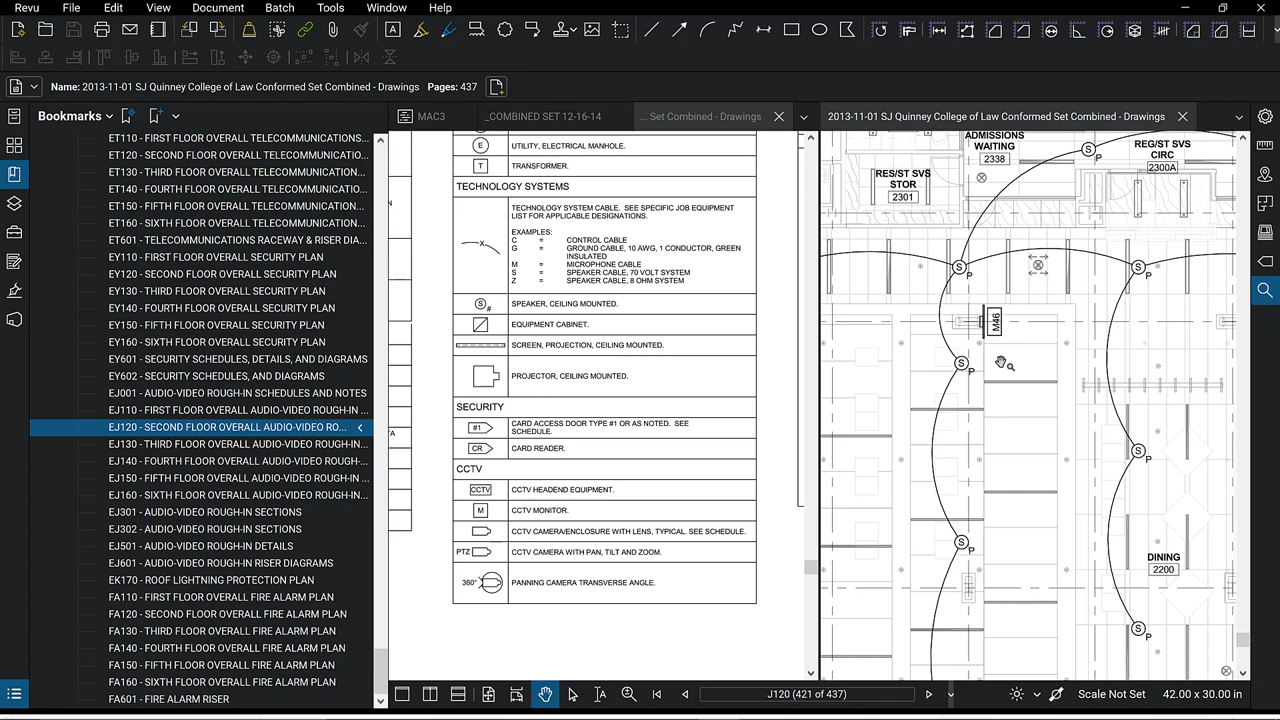 Revu File Edit View Document Batch Tools Window Help
Name: 2013-11-01 SJ Quinney College of Law Conformed Set Combined - Drawings Pages: 437
Bookmarks
ET110 - FIRST FLOOR OVERALL TELECOMMUNICATIONS...
ET120 - SECOND FLOOR OVERALL TELECOMMUNICATIO...
ET130 - THIRD FLOOR OVERALL TELECOMMUNICATIONS...
ET140 - FOURTH FLOOR OVERALL TELECOMMUNICATIO...
ET150 - FIFTH FLOOR OVERALL TELECOMMUNICATIONS...
ET160 - SIXTH FLOOR OVERALL TELECOMMUNICATIONS...
ET601 - TELECOMMUNICATIONS RACEWAY & RISER DIA...
EY110 - FIRST FLOOR OVERALL SECURITY PLAN
EY120 - SECOND FLOOR OVERALL SECURITY PLAN
EY130 - THIRD FLOOR OVERALL SECURITY PLAN
EY140 - FOURTH FLOOR OVERALL SECURITY PLAN
EY150 - FIFTH FLOOR OVERALL SECURITY PLAN
EY160 - SIXTH FLOOR OVERALL SECURITY PLAN
EY601 - SECURITY SCHEDULES, DETAILS, AND DIAGRAMS
EY602 - SECURITY SCHEDULES, AND DIAGRAMS
EJ001 - AUDIO-VIDEO ROUGH-IN SCHEDULES AND NOTES
EJ110 - FIRST FLOOR OVERALL AUDIO-VIDEO ROUGH-IN ...
EJ120 - SECOND FLOOR OVERALL AUDIO-VIDEO RO...
EJ130 - THIRD FLOOR OVERALL AUDIO-VIDEO ROUGH-IN...
EJ140 - FOURTH FLOOR OVERALL AUDIO-VIDEO ROUGH-...
EJ150 - FIFTH FLOOR OVERALL AUDIO-VIDEO ROUGH-IN ...
EJ160 - SIXTH FLOOR OVERALL AUDIO-VIDEO ROUGH-IN...
EJ301 - AUDIO-VIDEO ROUGH-IN SECTIONS
EJ302 - AUDIO-VIDEO ROUGH-IN SECTIONS
EJ501 - AUDIO-VIDEO ROUGH-IN DETAILS
EJ601 - AUDIO-VIDEO ROUGH-IN RISER DIAGRAMS
EK170 - ROOF LIGHTNING PROTECTION PLAN
FA110 - FIRST FLOOR OVERALL FIRE ALARM PLAN
FA120 - SECOND FLOOR OVERALL FIRE ALARM PLAN
FA130 - THIRD FLOOR OVERALL FIRE ALARM PLAN
FA140 - FOURTH FLOOR OVERALL FIRE ALARM PLAN
FA150 - FIFTH FLOOR OVERALL FIRE ALARM PLAN
FA160 - SIXTH FLOOR OVERALL FIRE ALARM PLAN
FA601 - FIRE ALARM RISER
MAC3 _COMBINED SET 12-16-14 ... Set Combined - Drawings
E UTILITY, ELECTRICAL MANHOLE.
T TRANSFORMER.
TECHNOLOGY SYSTEMS
X TECHNOLOGY SYSTEM CABLE. SEE SPECIFIC JOB EQUIPMENT
LIST FOR APPLICABLE DESIGNATIONS.
EXAMPLES:
C = CONTROL CABLE
G = GROUND CABLE, 10 AWG, 1 CONDUCTOR, GREEN
INSULATED
M = MICROPHONE CABLE
S = SPEAKER CABLE, 70 VOLT SYSTEM
Z = SPEAKER CABLE, 8 OHM SYSTEM
S # SPEAKER, CEILING MOUNTED.
EQUIPMENT CABINET.
SCREEN, PROJECTION, CEILING MOUNTED.
PROJECTOR, CEILING MOUNTED.
SECURITY
#1 CARD ACCESS DOOR TYPE #1 OR AS NOTED. SEE
SCHEDULE.
CR CARD READER.
CCTV
CCTV CCTV HEADEND EQUIPMENT.
M CCTV MONITOR.
CCTV CAMERA/ENCLOSURE WITH LENS, TYPICAL. SEE SCHEDULE.
PTZ CCTV CAMERA WITH PAN, TILT AND ZOOM.
360° PANNING CAMERA TRANSVERSE ANGLE.
2013-11-01 SJ Quinney College of Law Conformed Set Combined - Drawings
ADMISSIONS
WAITING
2338
REG/ST SVS
CIRC
2300A
RES/ST SVS
STOR
2301
S P
S P
S P
M46
S P
S P
S P
DINING
2200
S P
S P
J120 (421 of 437)
Scale Not Set 42.00 x 30.00 in